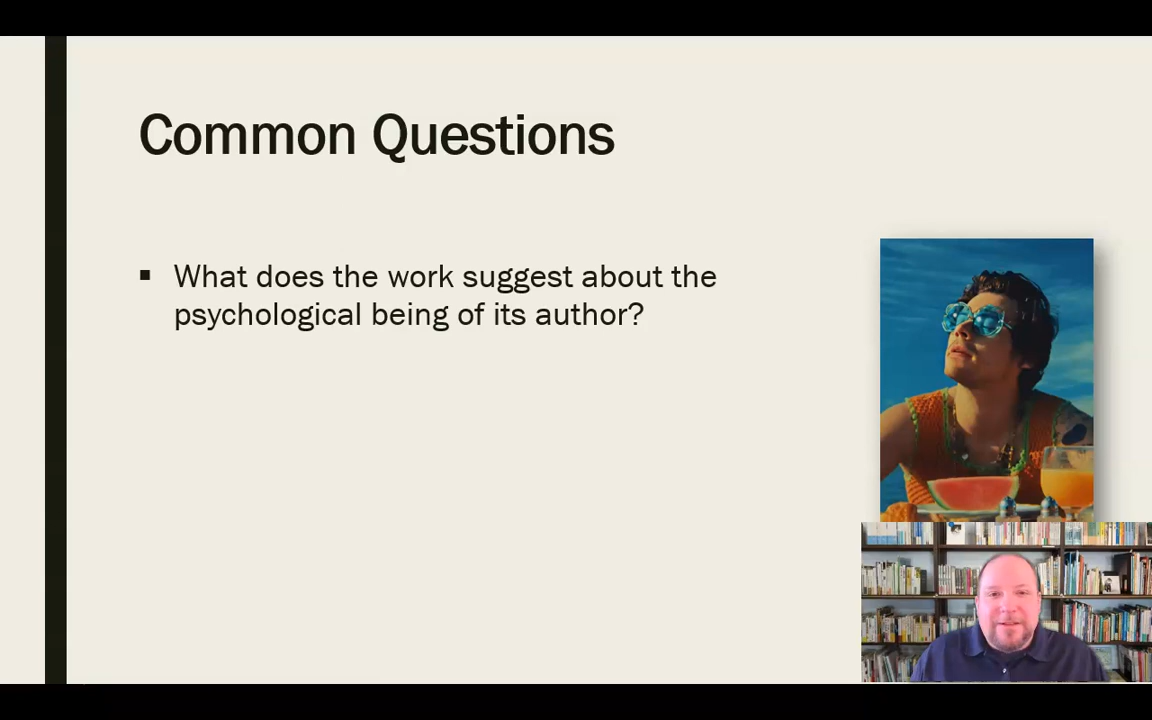 Common Questions
What does the work suggest about the
psychological being of its author?